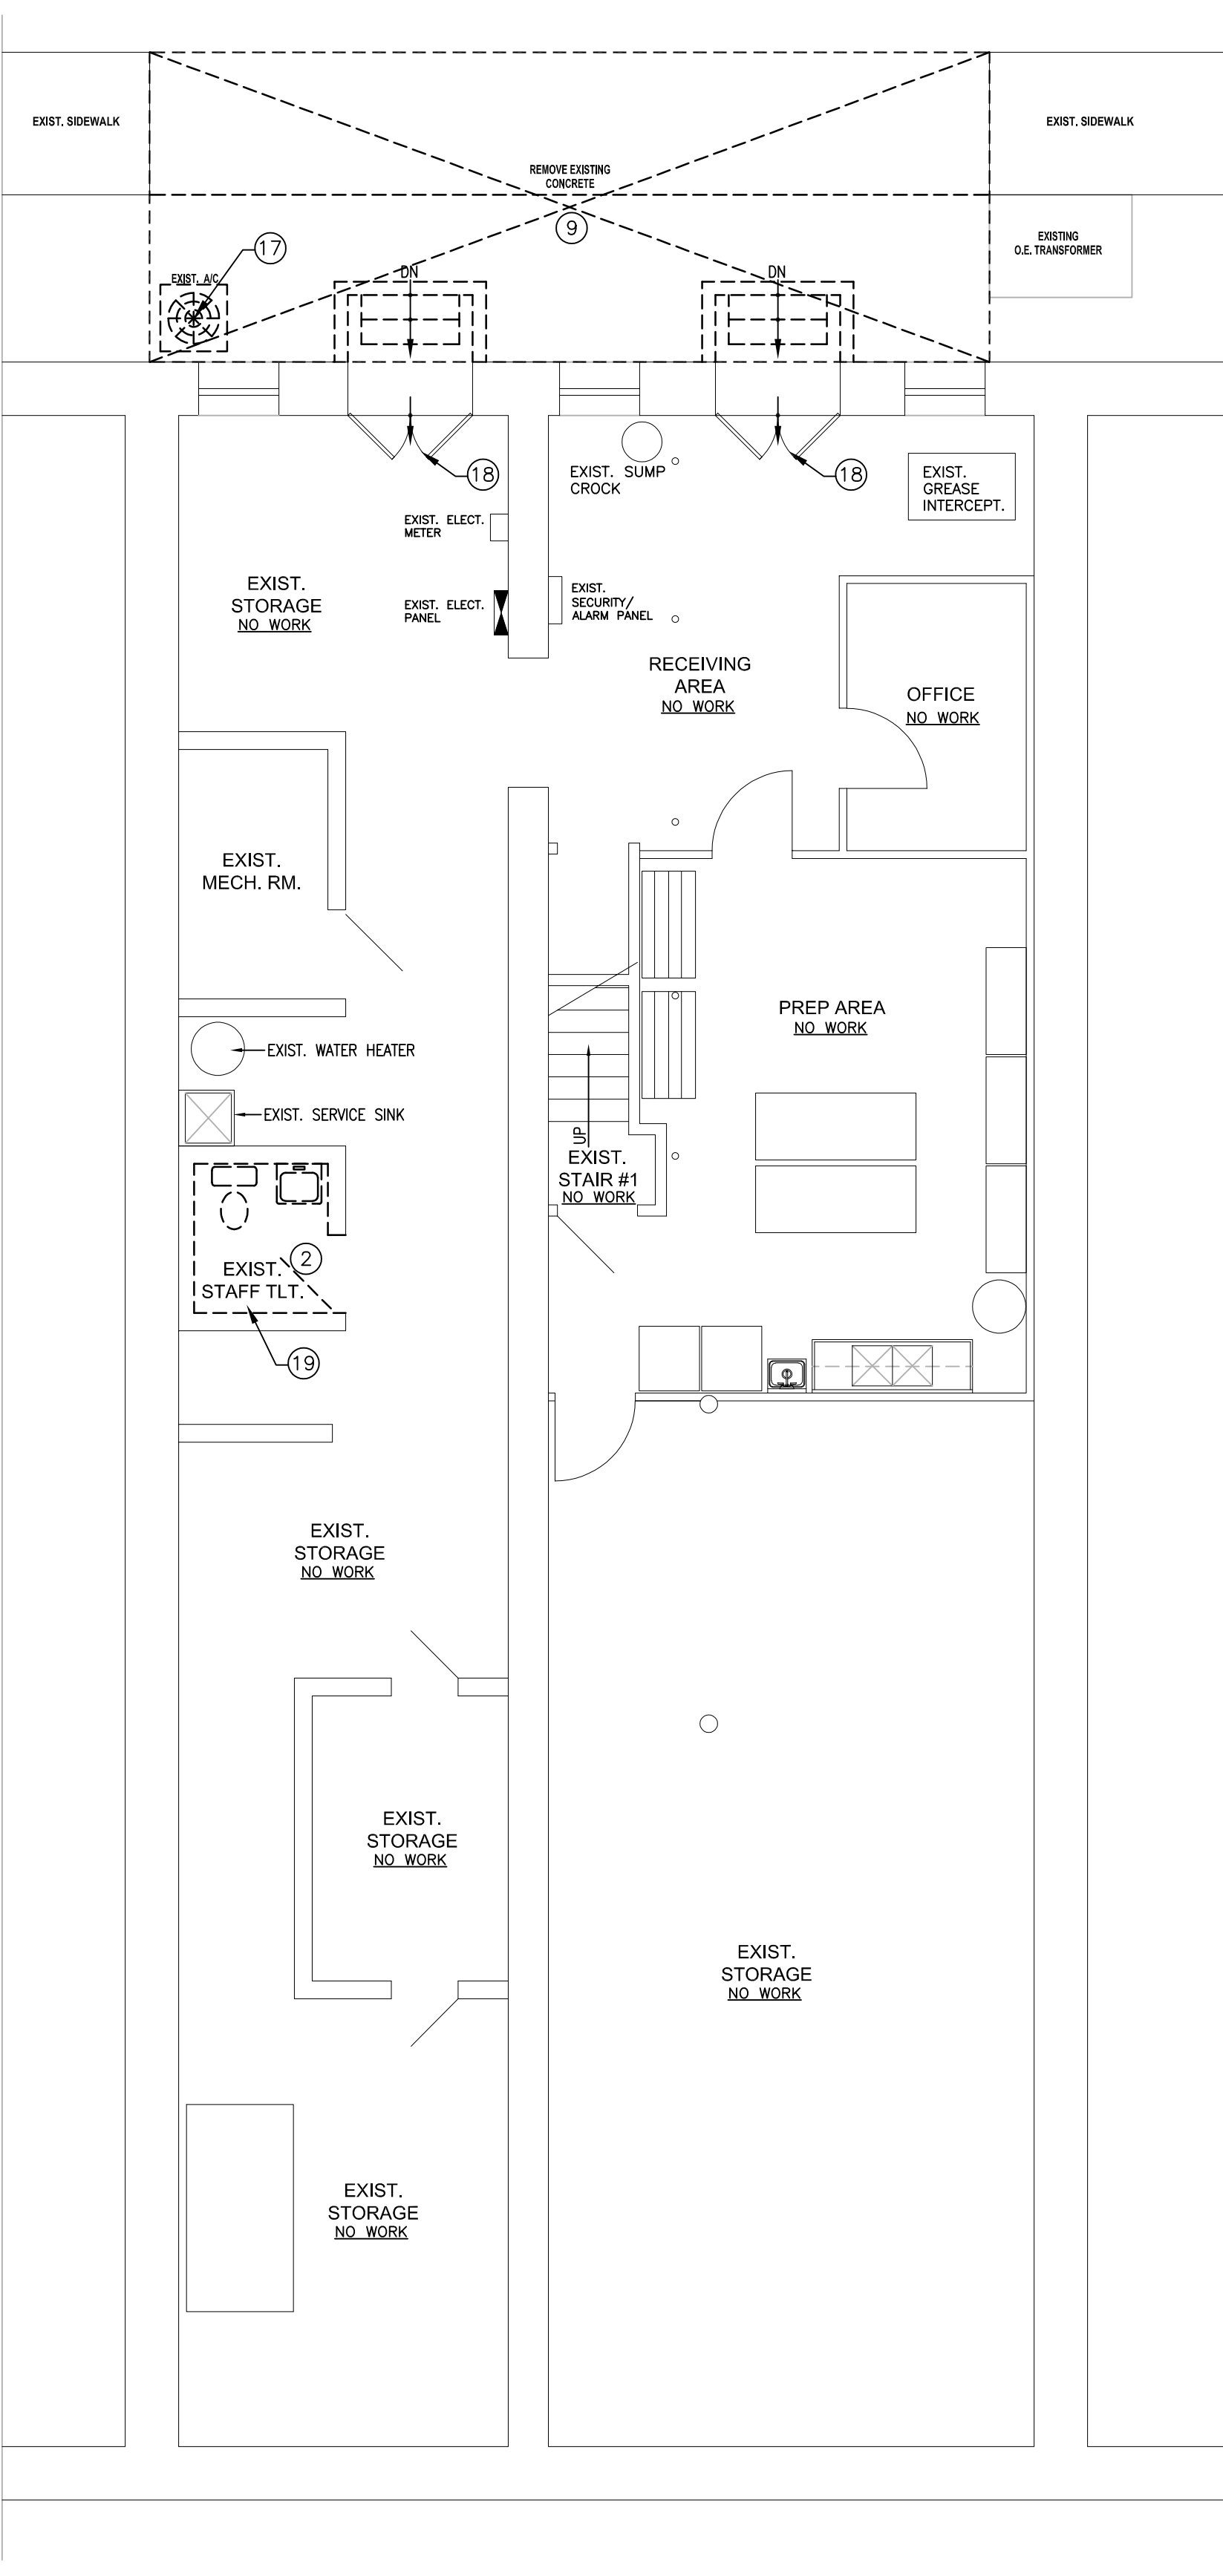 EXIST. SIDEWALK
EXIST. SIDEWALK
REMOVE EXISTING
CONCRETE
9
EXISTING
O.E. TRANSFORMER
17
EXIST. A/C
DN
DN
18
18
EXIST. SUMP
CROCK
EXIST.
GREASE
INTERCEPT.
EXIST. ELECT.
METER
EXIST.
STORAGE
NO WORK
EXIST. ELECT.
PANEL
EXIST.
SECURITY/
ALARM PANEL
RECEIVING
AREA
NO WORK
OFFICE
NO WORK
EXIST.
MECH. RM.
PREP AREA
NO WORK
EXIST. WATER HEATER
EXIST. SERVICE SINK
UP
EXIST.
STAIR #1
NO WORK
2
EXIST.
STAFF TLT.
19
EXIST.
STORAGE
NO WORK
EXIST.
STORAGE
NO WORK
EXIST.
STORAGE
NO WORK
EXIST.
STORAGE
NO WORK